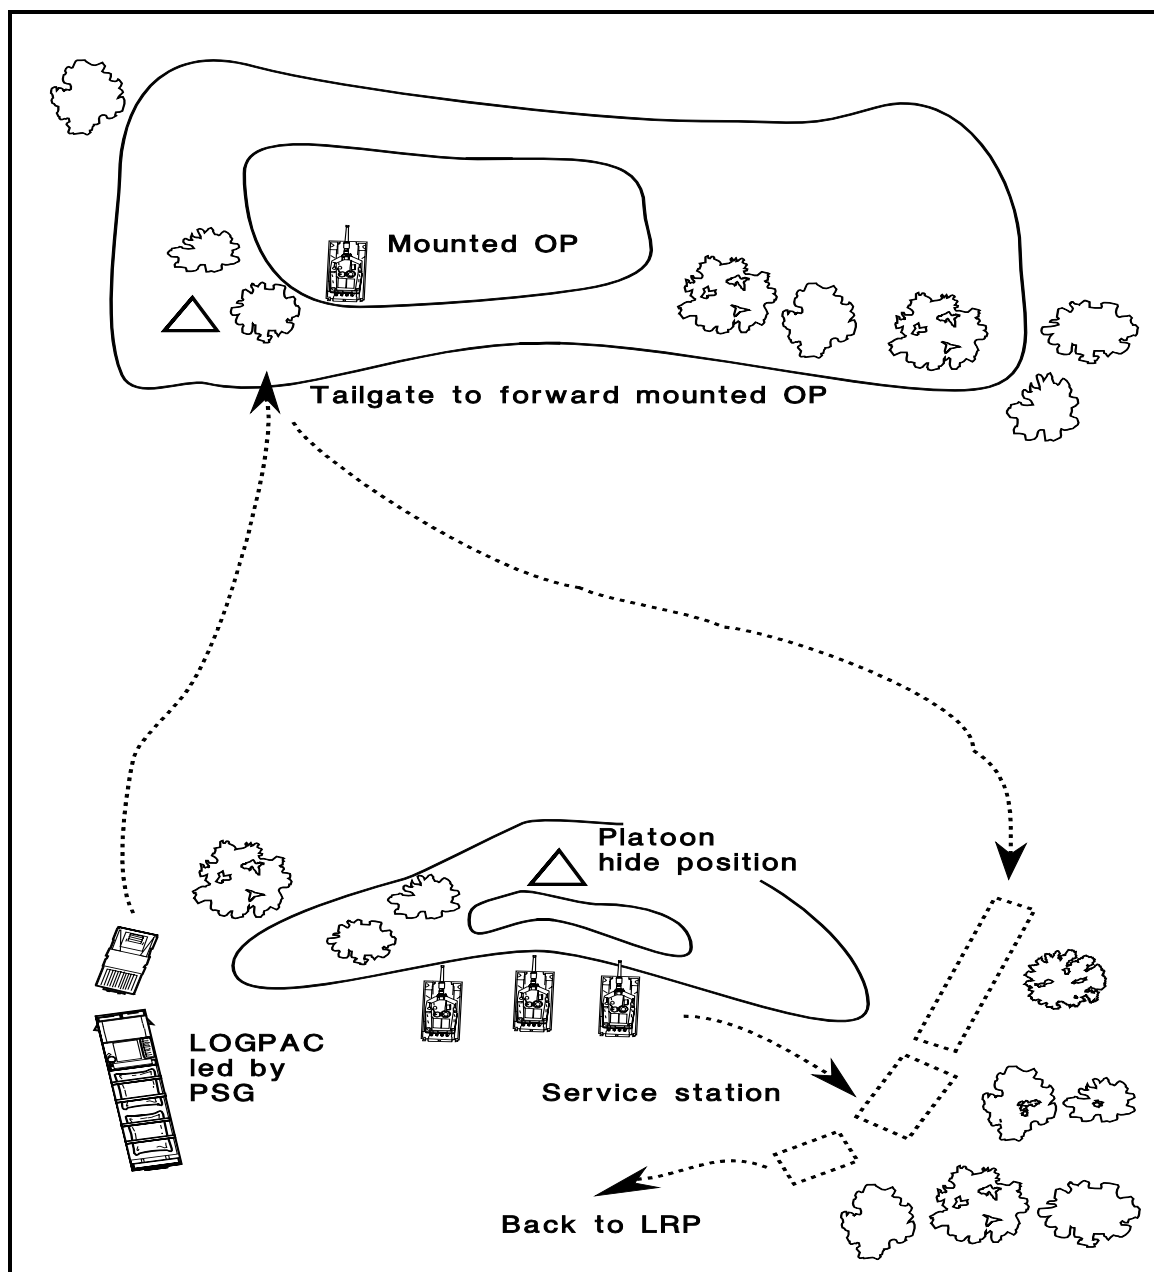 Mounted OP
Tailgate to forward mounted OP
Platoon
hide position
LOGPAC
led by
PSG
Service station
Back to LRP